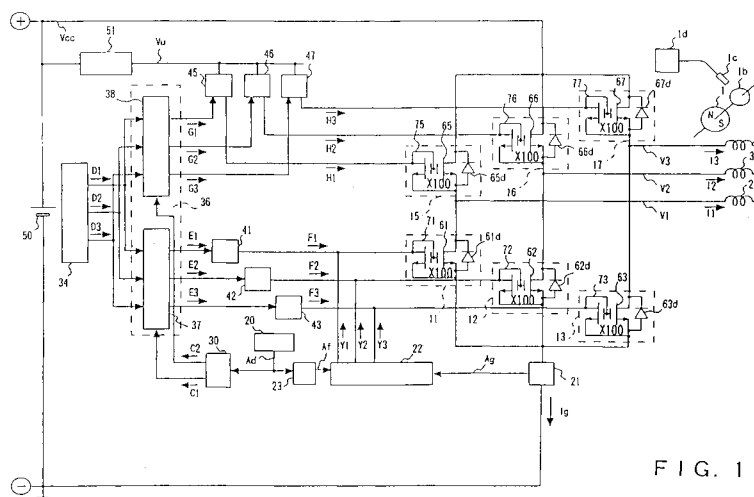 +
Vcc
51
Vu
45
46
47
1d
1c
1b
1
N
S
38
77
67
67d
76
66
X100
75
65
H3
H2
H1
66d
17
X100
G1
G2
G3
X100
65d
16
15
V3
I3
3
V2
I2
2
V1
I1
D1
D2
D3
36
50
34
E1
41
F1
71
61
61d
X100
E2
42
F2
72
62
62d
X100
E3
43
F3
73
63
63d
X100
11
12
13
37
C2
C1
30
20
Ad
23
Af
Y1
Y2
Y3
22
Ag
21
Ig
−
FIG. 1